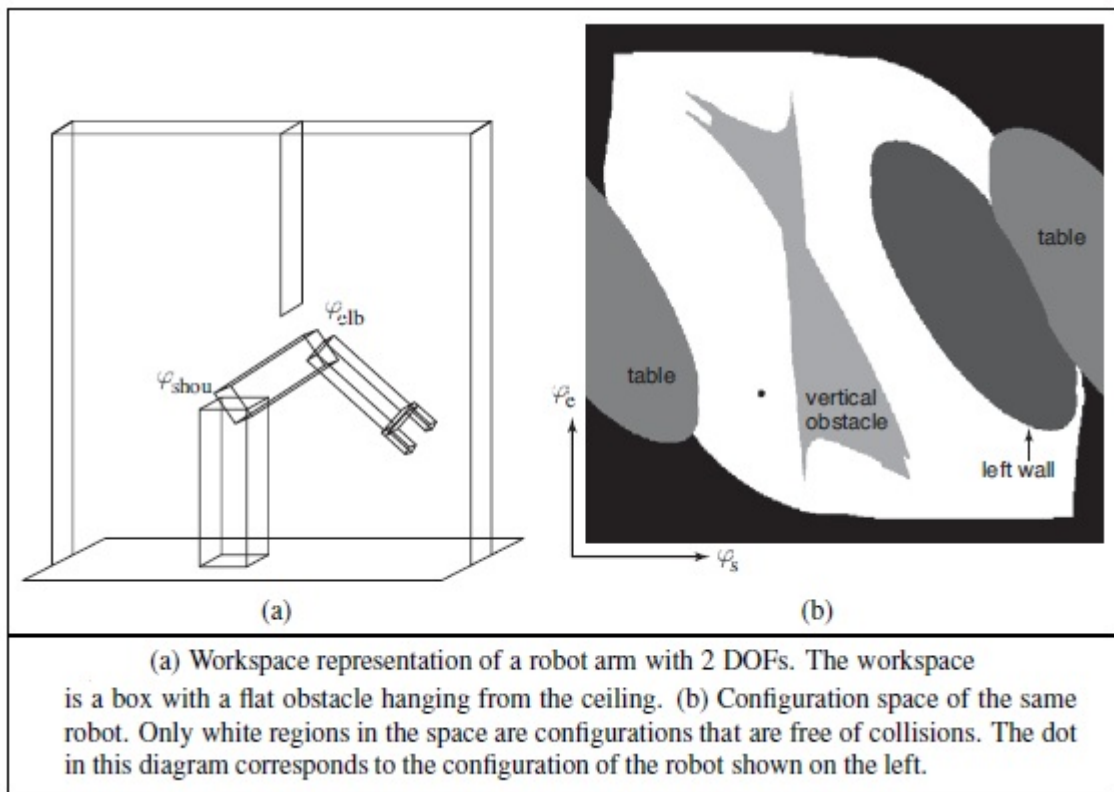 φelb
φshou
(a)
table
table
vertical
obstacle
left wall
φe
φs
(b)
(a) Workspace representation of a robot arm with 2 DOFs. The workspace
is a box with a flat obstacle hanging from the ceiling. (b) Configuration space of the same
robot. Only white regions in the space are configurations that are free of collisions. The dot
in this diagram corresponds to the configuration of the robot shown on the left.